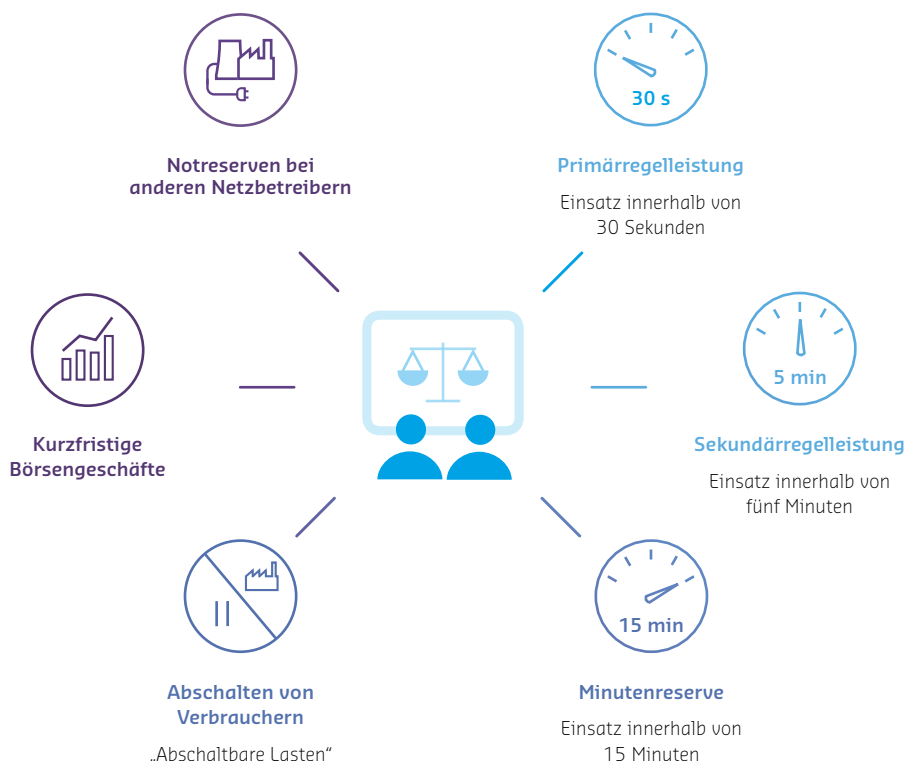 Notreserven bei
anderen Netzbetreibern
30 s
Primärregelleistung
Einsatz innerhalb von
30 Sekunden
Kurzfristige
Börsengeschäfte
5 min
Sekundärregelleistung
Einsatz innerhalb von
fünf Minuten
Abschalten von
Verbrauchern
„Abschaltbare Lasten“
15 min
Minutenreserve
Einsatz innerhalb von
15 Minuten